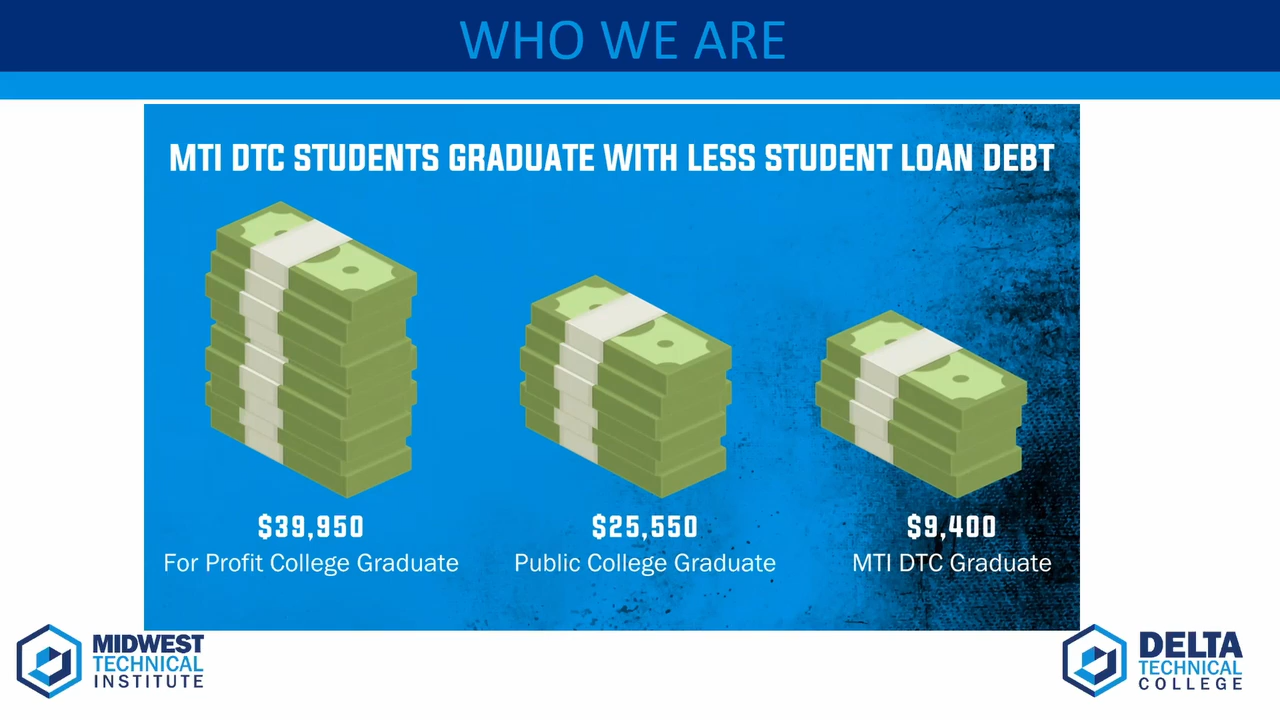 WHO WE ARE
MTI DTC STUDENTS GRADUATE WITH LESS STUDENT LOAN DEBT
$39,950
For Profit College Graduate
$25,550
Public College Graduate
$9,400
MTI DTC Graduate
MIDWEST
TECHNICAL
INSTITUTE
DELTA
TECHNICAL
COLLEGE